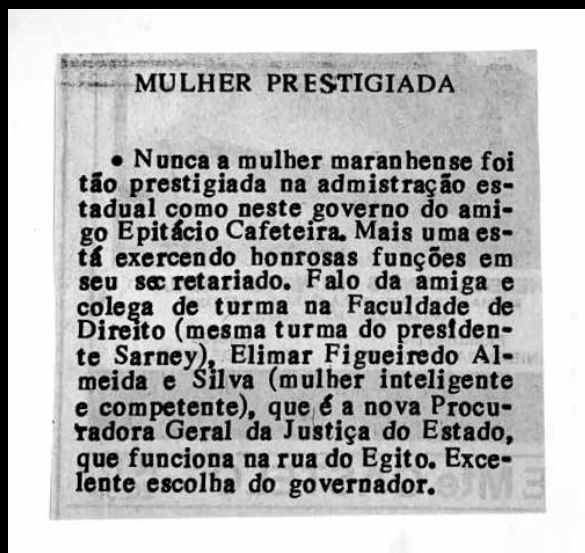 MULHER PRESTIGIADA
• Nunca a mulher maranhense foi
tão prestigiada na admistração es-
tadual como neste governo do ami-
go Epitácio Cafeteira. Mais uma es-
tá exercendo honrosas funções em
seu secretariado. Falo da amiga e
colega de turma na Faculdade de
Direito (mesma turma do presiden-
te Sarney), Elimar Figueiredo Al-
meida e Silva (mulher inteligente
e competente), que é a nova Procu-
radora Geral da Justiça do Estado,
que funciona na rua do Egito. Exce-
lente escolha do governador.